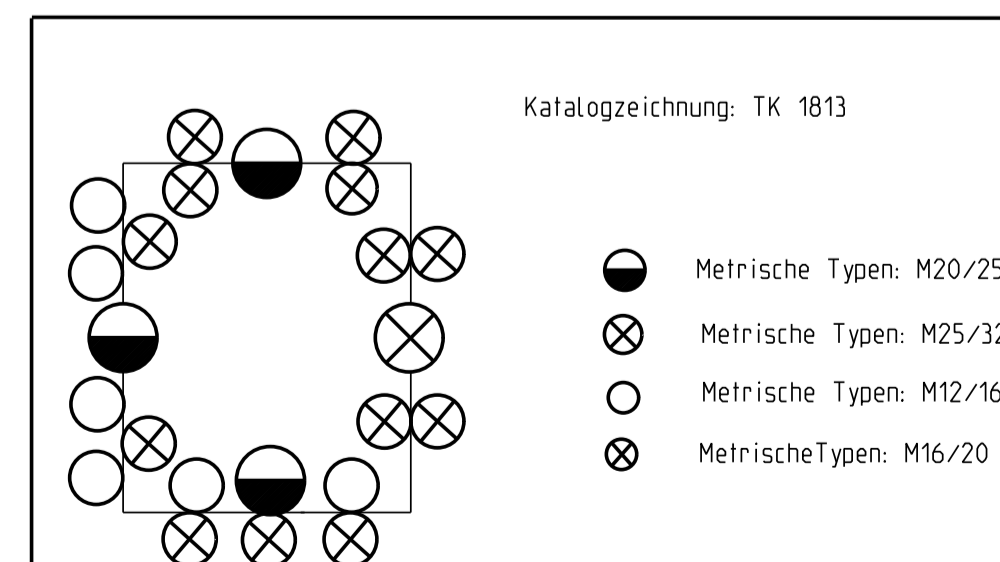 Katalogzeichnung: TK 1813
Metrische Typen: M20/25
Metrische Typen: M25/32
Metrische Typen: M12/16
MetrischeTypen: M16/20